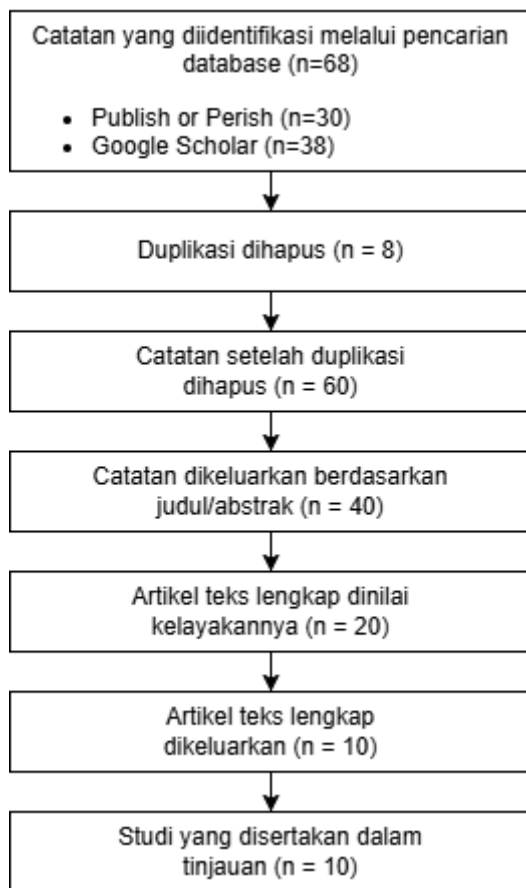 Catatan yang diidentifikasi melalui pencarian
database (n=68)
• Publish or Perish (n=30)
• Google Scholar (n=38)
Duplikasi dihapus (n = 8)
Catatan setelah duplikasi
dihapus (n = 60)
Catatan dikeluarkan berdasarkan
judul/abstrak (n = 40)
Artikel teks lengkap dinilai
kelayakannya (n = 20)
Artikel teks lengkap
dikeluarkan (n = 10)
Studi yang disertakan dalam
tinjauan (n = 10)